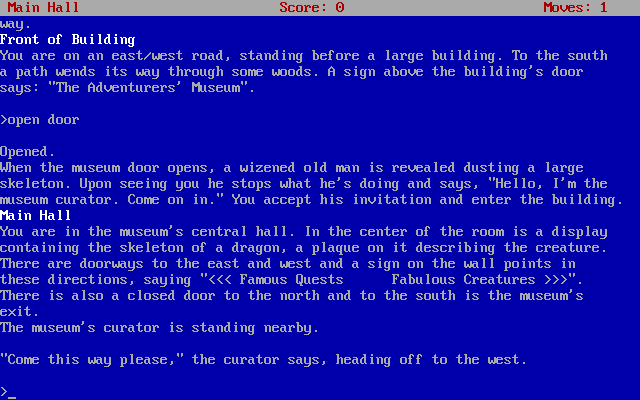 Main Hall Score: 0 Moves: 1
way.
Front of Building
You are on an east/west road, standing before a large building. To the south
a path wends its way through some woods. A sign above the building's door
says: "The Adventurers' Museum".
>open door
Opened.
When the museum door opens, a wizened old man is revealed dusting a large
skeleton. Upon seeing you he stops what he's doing and says, "Hello, I'm the
museum curator. Come on in." You accept his invitation and enter the building.
Main Hall
You are in the museum's central hall. In the center of the room is a display
containing the skeleton of a dragon, a plaque on it describing the creature.
There are doorways to the east and west and a sign on the wall points in
these directions, saying "<<< Famous Quests      Fabulous Creatures >>>".
There is also a closed door to the north and to the south is the museum's
exit.
The museum's curator is standing nearby.
"Come this way please," the curator says, heading off to the west.
>_